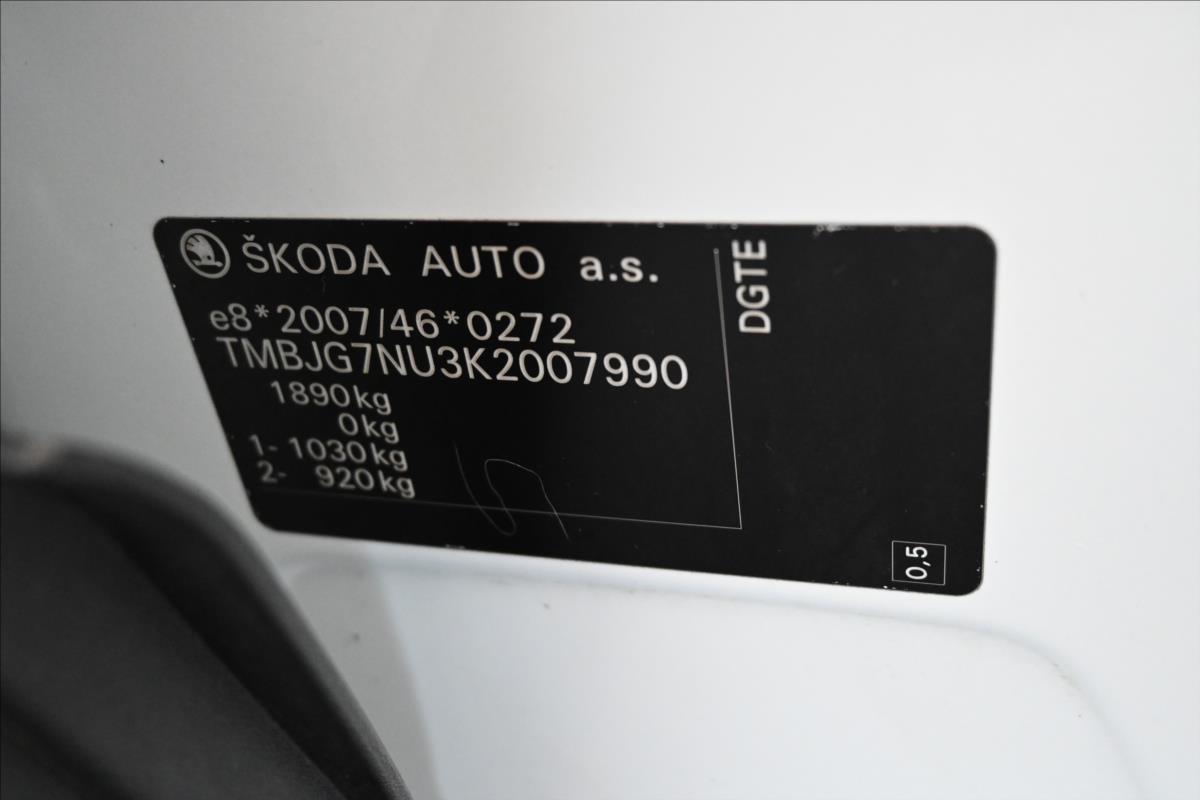 ŠKODA AUTO a.s.
e8*2007/46*0272
TMBJG7NU3K2007990
1890kg
0kg
1- 1030kg
2- 920kg
DGTE
0,5